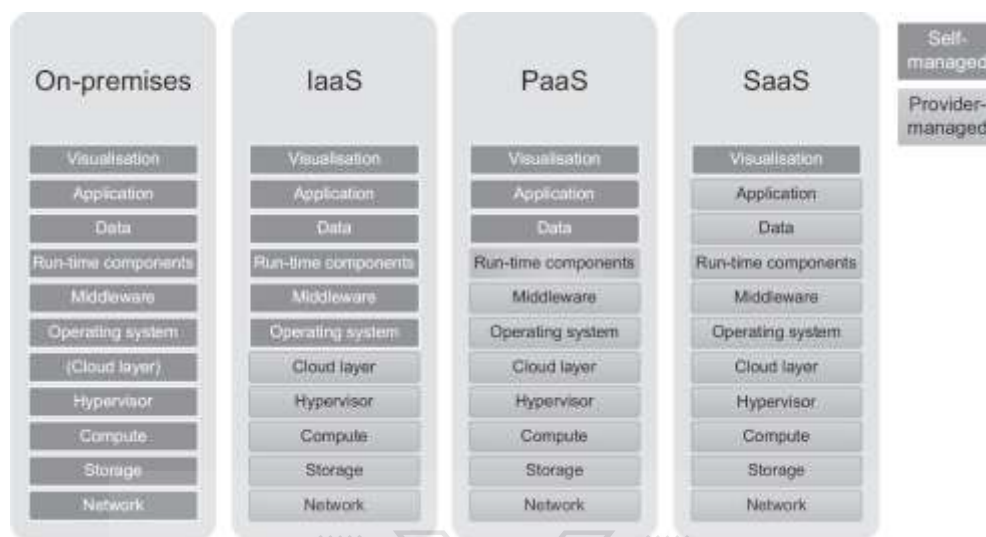 On-premises
Visualisation
Application
Data
Run-time components
Middleware
Operating system
(Cloud layer)
Hypervisor
Compute
Storage
Network
IaaS
Visualisation
Application
Data
Run-time components
Middleware
Operating system
Cloud layer
Hypervisor
Compute
Storage
Network
PaaS
Visualisation
Application
Data
Run-time components
Middleware
Operating system
Cloud layer
Hypervisor
Compute
Storage
Network
SaaS
Visualisation
Application
Data
Run-time components
Middleware
Operating system
Cloud layer
Hypervisor
Compute
Storage
Network
Self-
managed
Provider-
managed